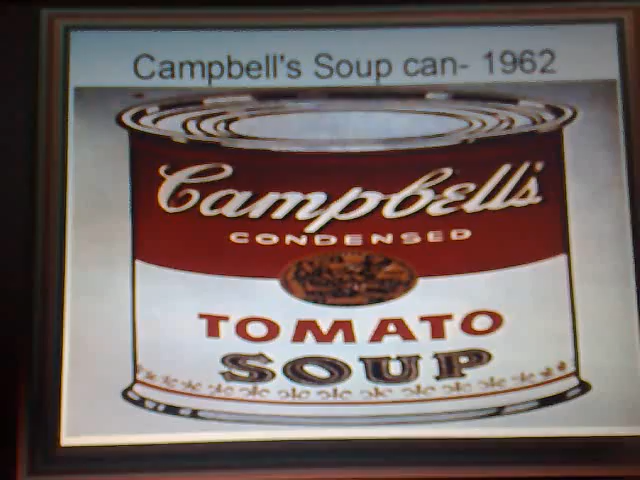 Campbell's Soup can- 1962
Campbell's
CONDENSED
TOMATO
SOUP